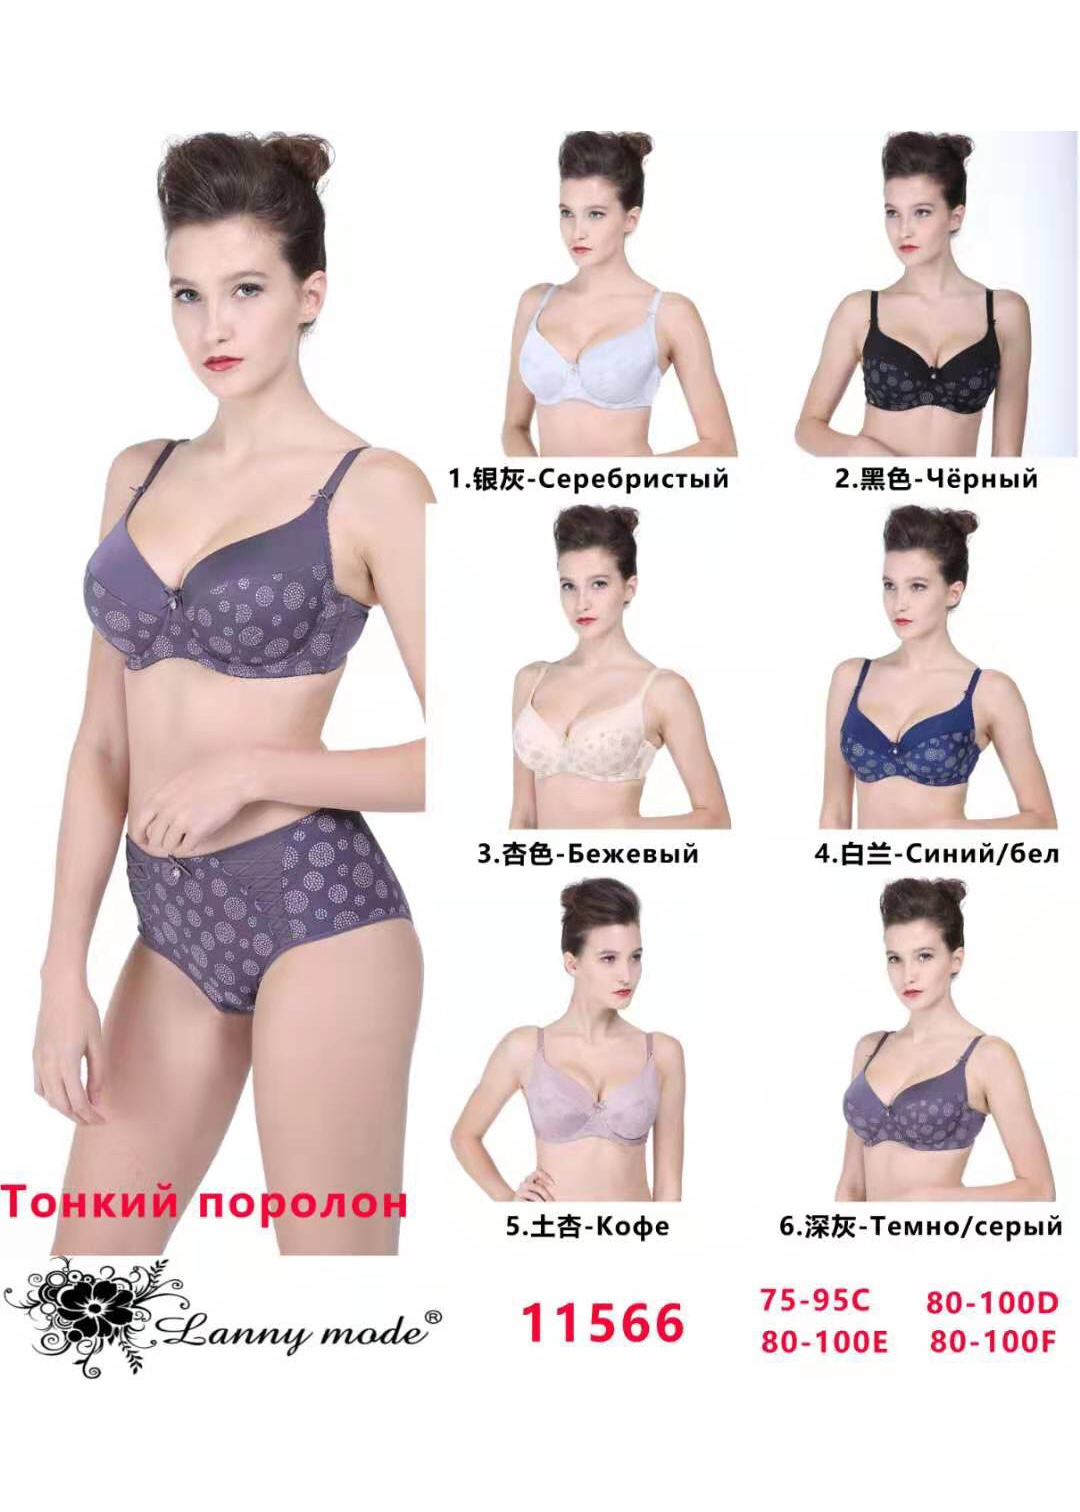 1.银灰-Серебристый
2.黑色-Чёрный
3.杏色-Бежевый
4.白兰-Синий/бел
5.土杏-Кофе
6.深灰-Темно/серый
Тонкий поролон
Lanny mode®
11566
75-95C
80-100D
80-100E
80-100F